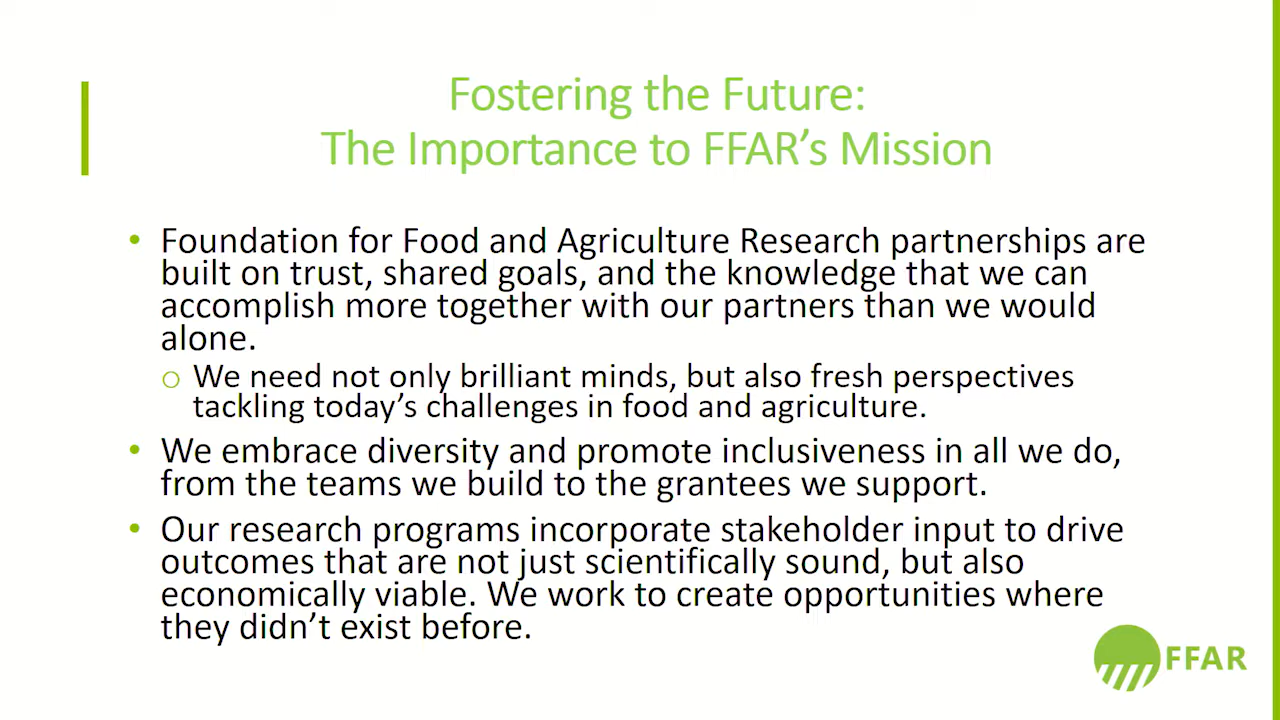 Fostering the Future:
The Importance to FFAR’s Mission
• Foundation for Food and Agriculture Research partnerships are
built on trust, shared goals, and the knowledge that we can
accomplish more together with our partners than we would
alone.
o We need not only brilliant minds, but also fresh perspectives
tackling today’s challenges in food and agriculture.
• We embrace diversity and promote inclusiveness in all we do,
from the teams we build to the grantees we support.
• Our research programs incorporate stakeholder input to drive
outcomes that are not just scientifically sound, but also
economically viable. We work to create opportunities where
they didn’t exist before.
FFAR